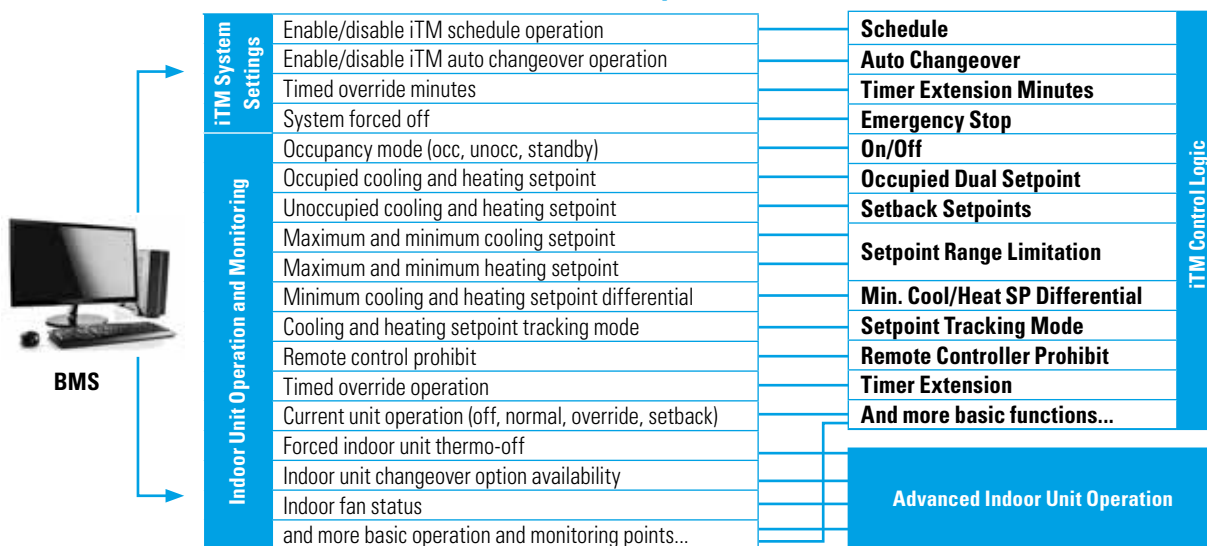 iTM System
Settings
Enable/disable iTM schedule operation
Enable/disable iTM auto changeover operation
Timed override minutes
System forced off
Indoor Unit Operation and Monitoring
Occupancy mode (occ, unocc, standby)
Occupied cooling and heating setpoint
Unoccupied cooling and heating setpoint
Maximum and minimum cooling setpoint
Maximum and minimum heating setpoint
Minimum cooling and heating setpoint differential
Cooling and heating setpoint tracking mode
Remote control prohibit
Timed override operation
Current unit operation (off, normal, override, setback)
Forced indoor unit thermo-off
Indoor unit changeover option availability
Indoor fan status
and more basic operation and monitoring points...
BMS
Schedule
Auto Changeover
Timer Extension Minutes
Emergency Stop
On/Off
Occupied Dual Setpoint
Setback Setpoints
Setpoint Range Limitation
Min. Cool/Heat SP Differential
Setpoint Tracking Mode
Remote Controller Prohibit
Timer Extension
And more basic functions...
iTM Control Logic
Advanced Indoor Unit Operation